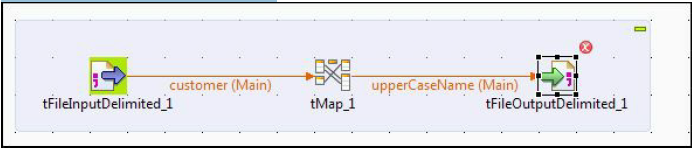 customer (Main)
upperCaseName (Main)
tFileInputDelimited_1
tMap_1
tFileOutputDelimited_1